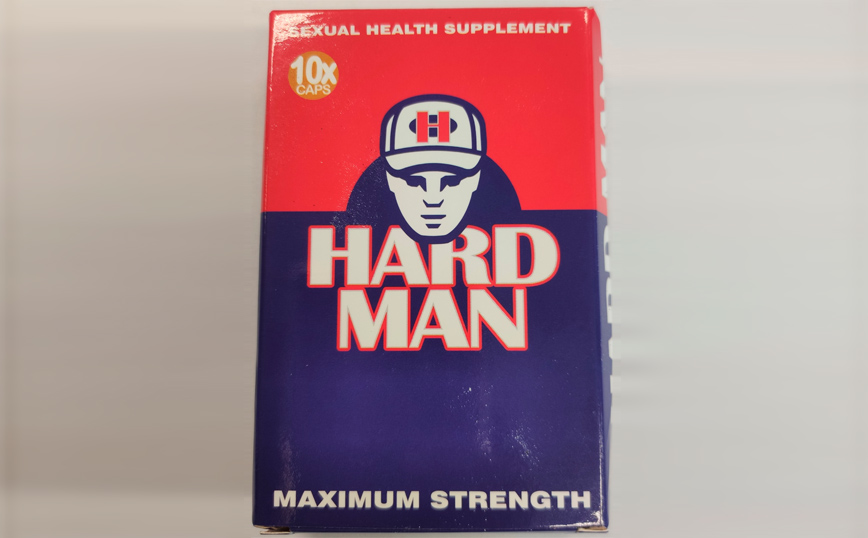 SEXUAL HEALTH SUPPLEMENT
10x
CAPS
H
HARD
MAN
MAXIMUM STRENGTH